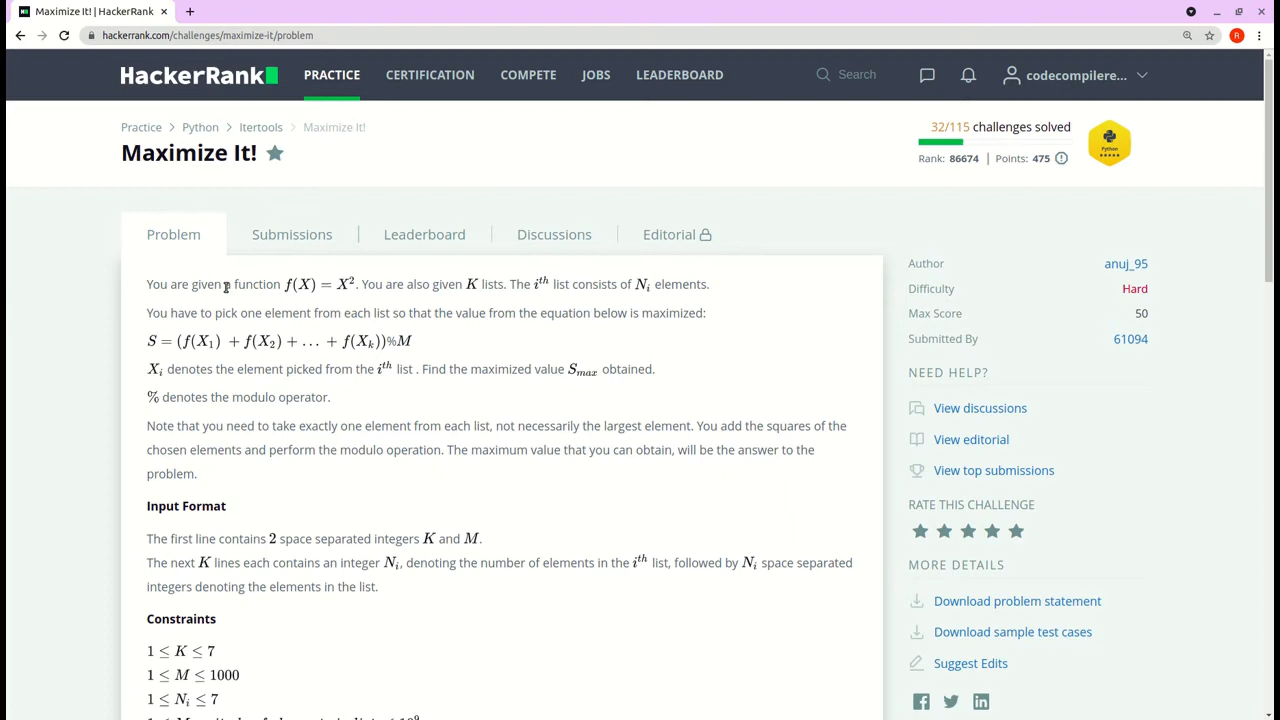 Maximize It! | HackerRank
hackerrank.com/challenges/maximize-it/problem
R
HackerRank
PRACTICE
CERTIFICATION
COMPETE
JOBS
LEADERBOARD
Search
codecompilere...
Practice > Python > Itertools > Maximize It!
Maximize It!
32/115 challenges solved
Rank: 86674 | Points: 475
Python
Problem
Submissions
Leaderboard
Discussions
Editorial
You are given a function f(X) = X². You are also given K lists. The iᵗʰ list consists of Nᵢ elements.
You have to pick one element from each list so that the value from the equation below is maximized:
S = (f(X₁) + f(X₂) + ... + f(Xₖ))%M
Xᵢ denotes the element picked from the iᵗʰ list . Find the maximized value Sₘₐₓ obtained.
% denotes the modulo operator.
Note that you need to take exactly one element from each list, not necessarily the largest element. You add the squares of the
chosen elements and perform the modulo operation. The maximum value that you can obtain, will be the answer to the
problem.
Input Format
The first line contains 2 space separated integers K and M.
The next K lines each contains an integer Nᵢ, denoting the number of elements in the iᵗʰ list, followed by Nᵢ space separated
integers denoting the elements in the list.
Constraints
1 ≤ K ≤ 7
1 ≤ M ≤ 1000
1 ≤ Nᵢ ≤ 7
Author
anuj_95
Difficulty
Hard
Max Score
50
Submitted By
61094
NEED HELP?
View discussions
View editorial
View top submissions
RATE THIS CHALLENGE
MORE DETAILS
Download problem statement
Download sample test cases
Suggest Edits